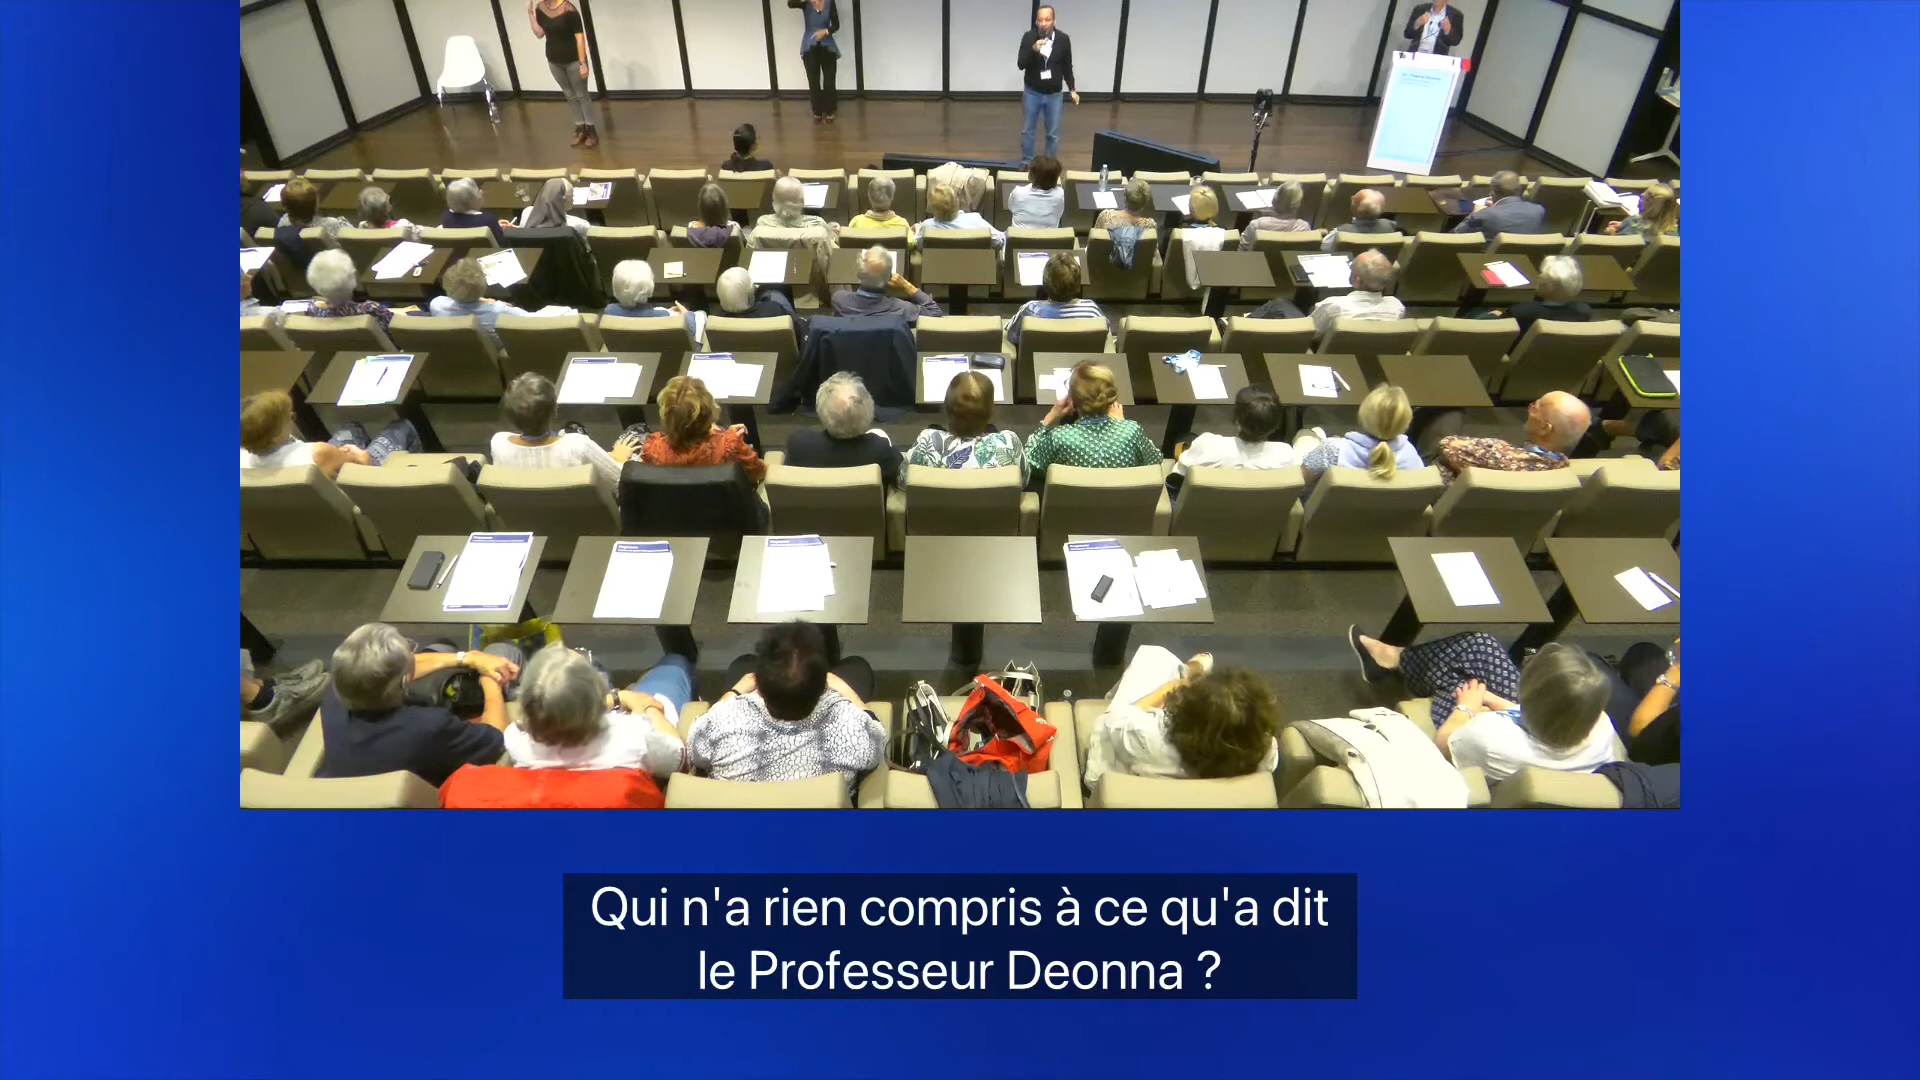 Qui n'a rien compris à ce qu'a dit
le Professeur Deonna ?